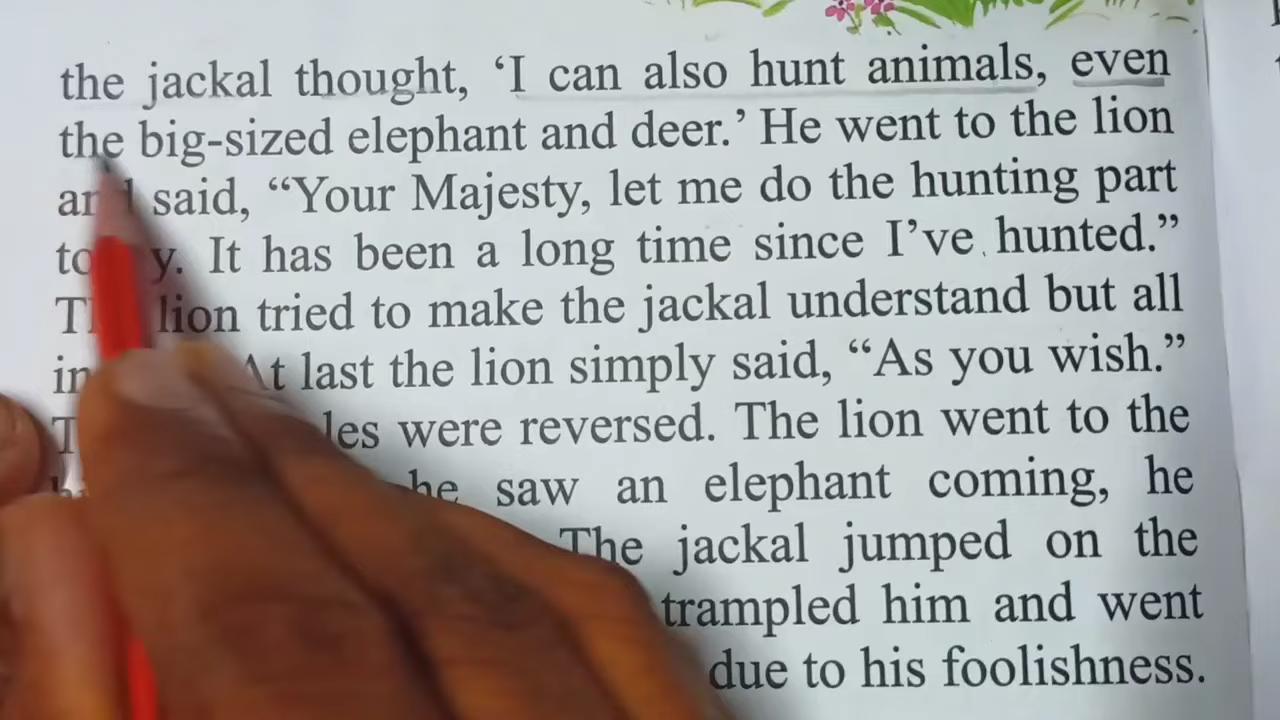 the jackal thought, ‘I can also hunt animals, even
the big-sized elephant and deer.’ He went to the lion
and said, “Your Majesty, let me do the hunting part
It has been a long time since I’ve hunted.”
lion tried to make the jackal understand but all
At last the lion simply said, “As you wish.”
were reversed. The lion went to the
he saw an elephant coming, he
The jackal jumped on the
trampled him and went
due to his foolishness.